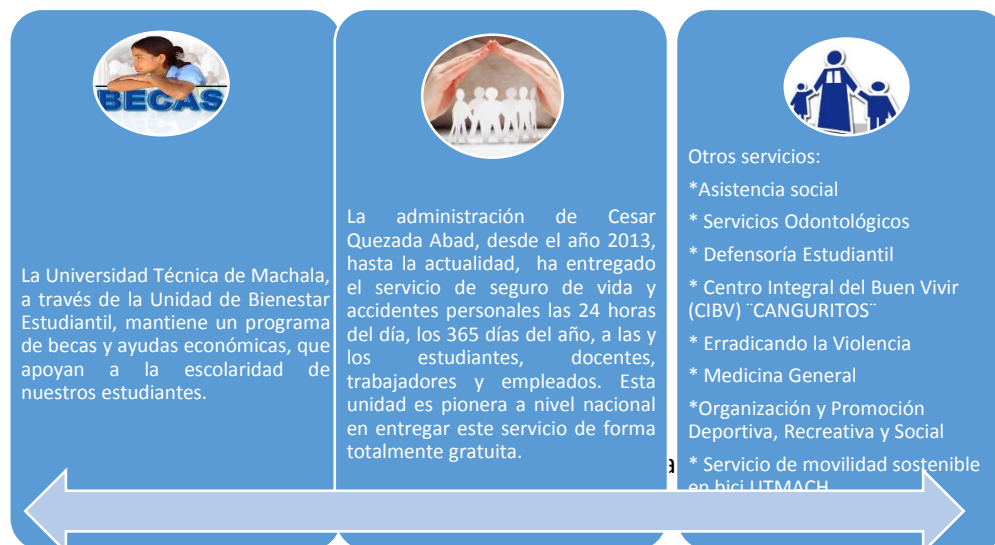 BECAS
La Universidad Técnica de Machala,
a través de la Unidad de Bienestar
Estudiantil, mantiene un programa
de becas y ayudas económicas, que
apoyan a la escolaridad de
nuestros estudiantes.
La administración de Cesar
Quezada Abad, desde el año 2013,
hasta la actualidad, ha entregado
el servicio de seguro de vida y
accidentes personales las 24 horas
del día, los 365 días del año, a las y
los estudiantes, docentes,
trabajadores y empleados. Esta
unidad es pionera a nivel nacional
en entregar este servicio de forma
totalmente gratuita.
Otros servicios:
*Asistencia social
* Servicios Odontológicos
* Defensoría Estudiantil
* Centro Integral del Buen Vivir
(CIBV) ¨CANGURITOS¨
* Erradicando la Violencia
* Medicina General
*Organización y Promoción
Deportiva, Recreativa y Social
* Servicio de movilidad sostenible
en bici UTMACH